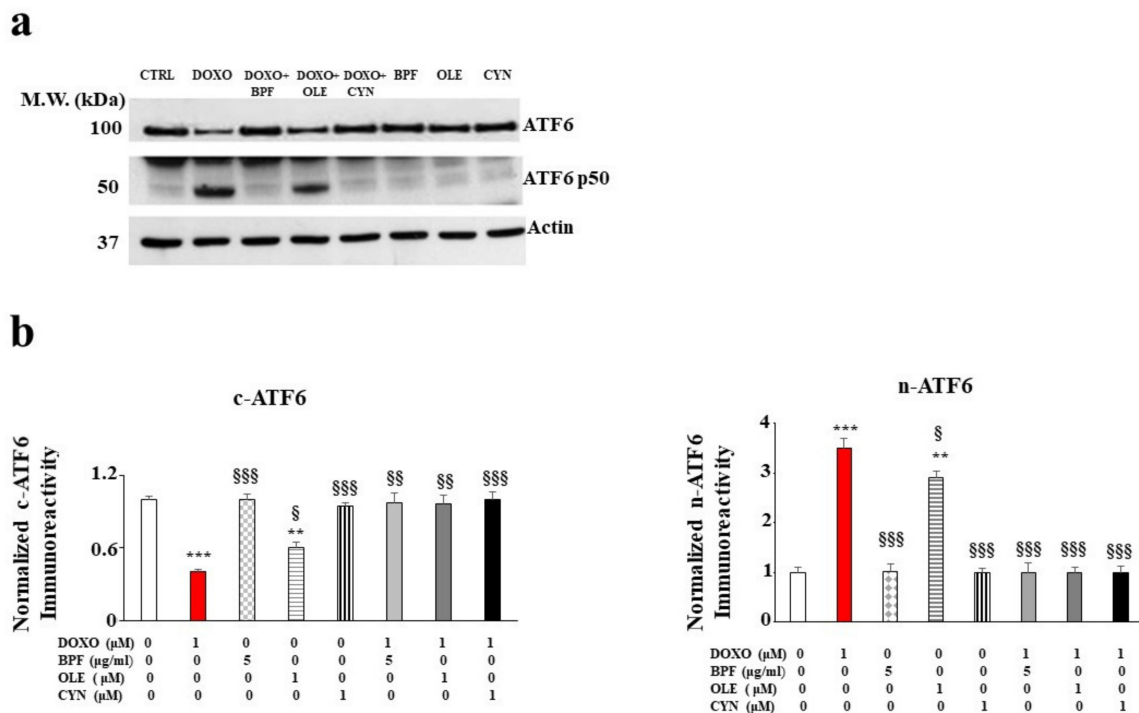 a
CTRL DOXO DOXO+ DOXO+ DOXO+ BPF OLE CYN
BPF OLE CYN
M.W. (kDa)
100 ATF6
50 ATF6 p50
37 Actin
b
c-ATF6
Normalized c-ATF6
Immunoreactivity
1.2
0.6
0
*** §§§ § ** §§§ §§ §§ §§§
DOXO (μM) 0 1 0 0 0 1 1 1
BPF (μg/ml) 0 0 5 0 0 5 0 0
OLE ( μM) 0 0 0 1 0 0 1 0
CYN (μM) 0 0 0 0 1 0 0 1
n-ATF6
Normalized n-ATF6
Immunoreactivity
4
3
2
1
0
*** §§§ § ** §§§ §§§ §§§ §§§
DOXO (μM) 0 1 0 0 0 1 1 1
BPF (μg/ml) 0 0 5 0 0 5 0 0
OLE ( μM) 0 0 0 1 0 0 1 0
CYN (μM) 0 0 0 0 1 0 0 1